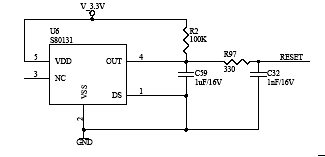 V_3.3V
U6
S80131
R2
100K
5
VDD
OUT
4
R97
RESET
330
3
NC
C59
1uF/16V
C32
1nF/16V
VSS
DS
1
2
GND